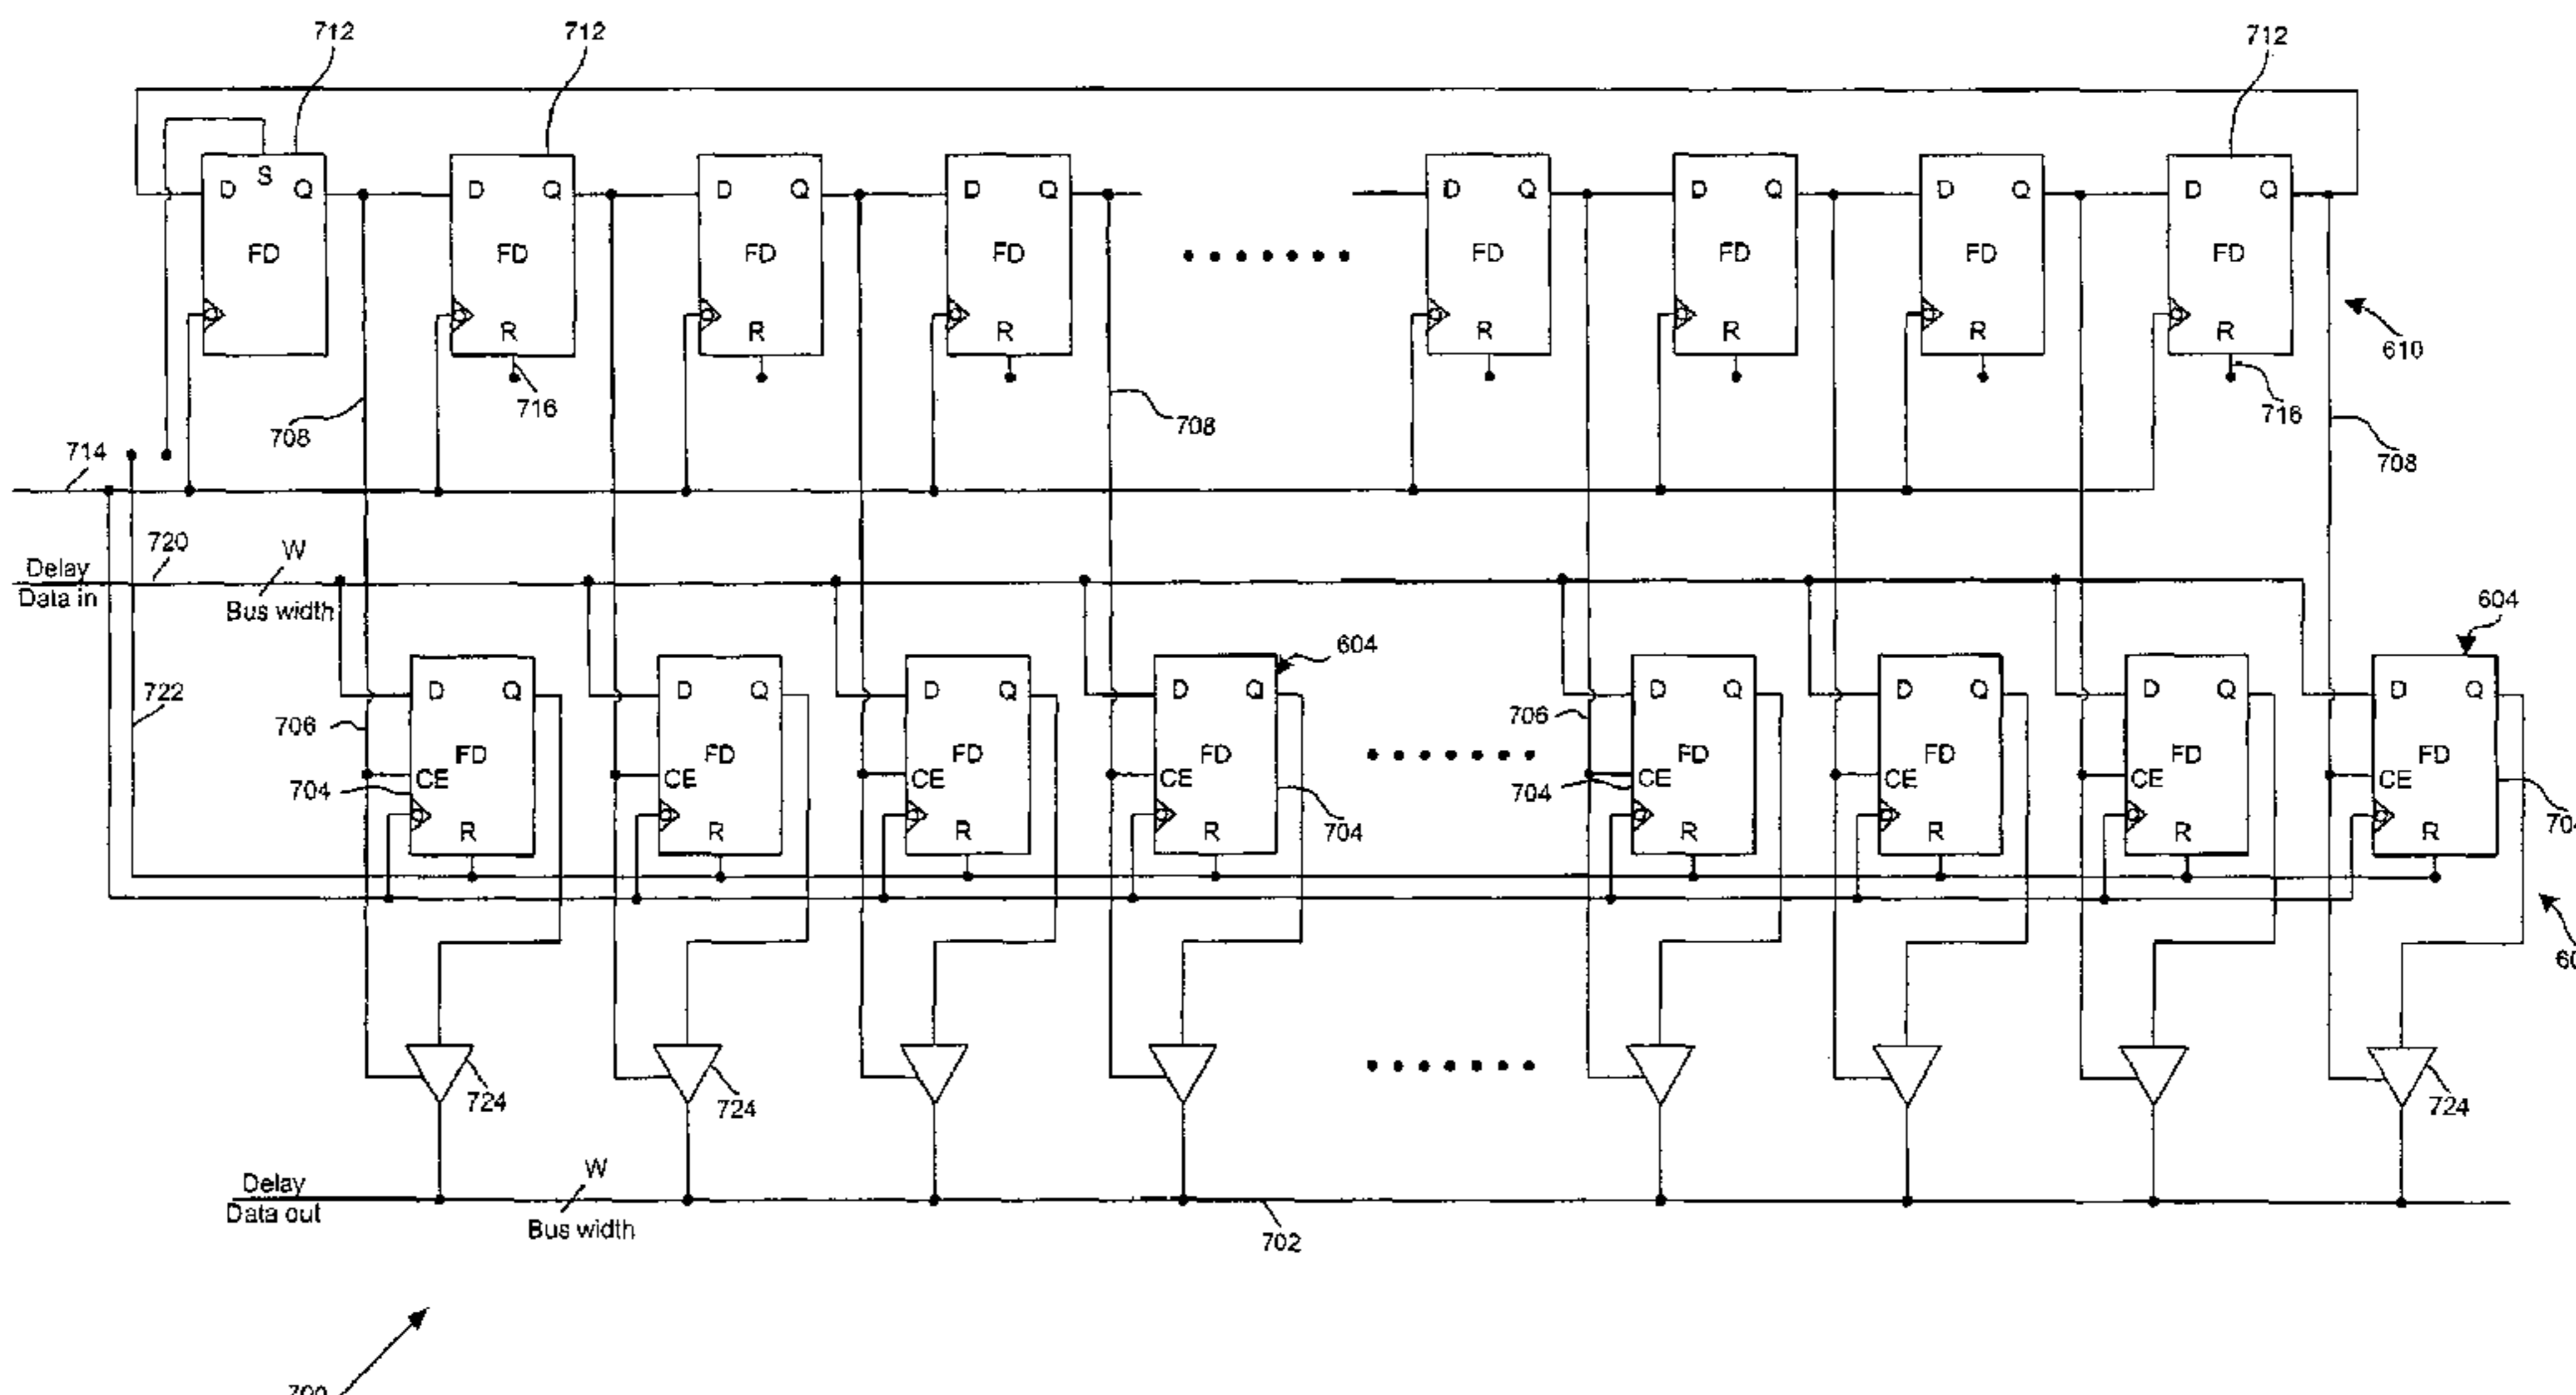 712 712 712
S
D Q D Q D Q D Q D Q D Q D Q D Q
FD FD FD FD FD FD FD FD
R R R R R R R
610
716 716
708 708 708
714
720 W
Delay
Data in
Bus width
604 604
D Q D Q D Q D Q D Q D Q D Q D Q
722
706 706
FD FD FD FD FD FD FD FD
CE CE CE CE CE CE CE CE
704 704 704
R R R R R R R R
724 724 724
Delay
Data out
W
Bus width
702
700